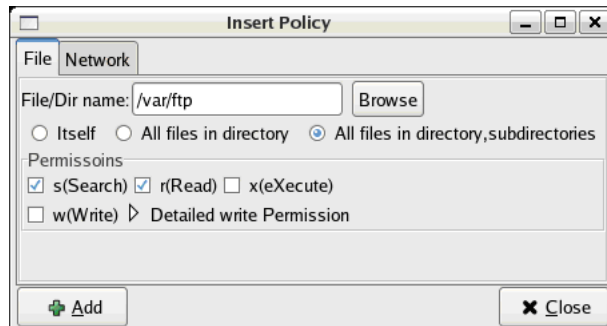 Insert Policy
File Network
File/Dir name: /var/ftp Browse
Itself All files in directory All files in directory,subdirectories
Permissoins
s(Search) r(Read) x(eXecute)
w(Write) Detailed write Permission
Add Close